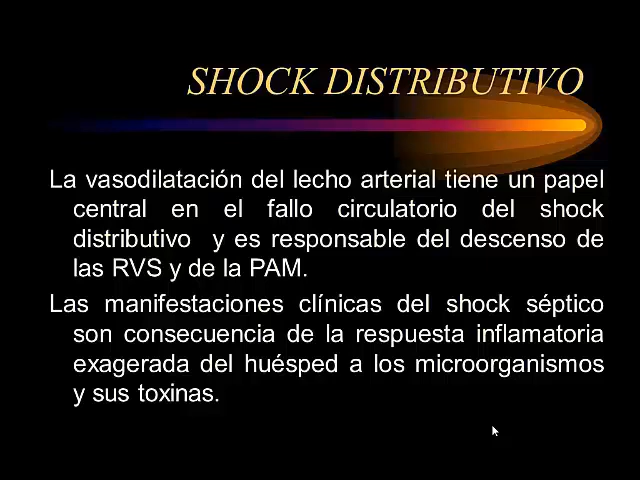 SHOCK DISTRIBUTIVO
La vasodilatación del lecho arterial tiene un papel
central en el fallo circulatorio del shock
distributivo y es responsable del descenso de
las RVS y de la PAM.
Las manifestaciones clínicas del shock séptico
son consecuencia de la respuesta inflamatoria
exagerada del huésped a los microorganismos
y sus toxinas.